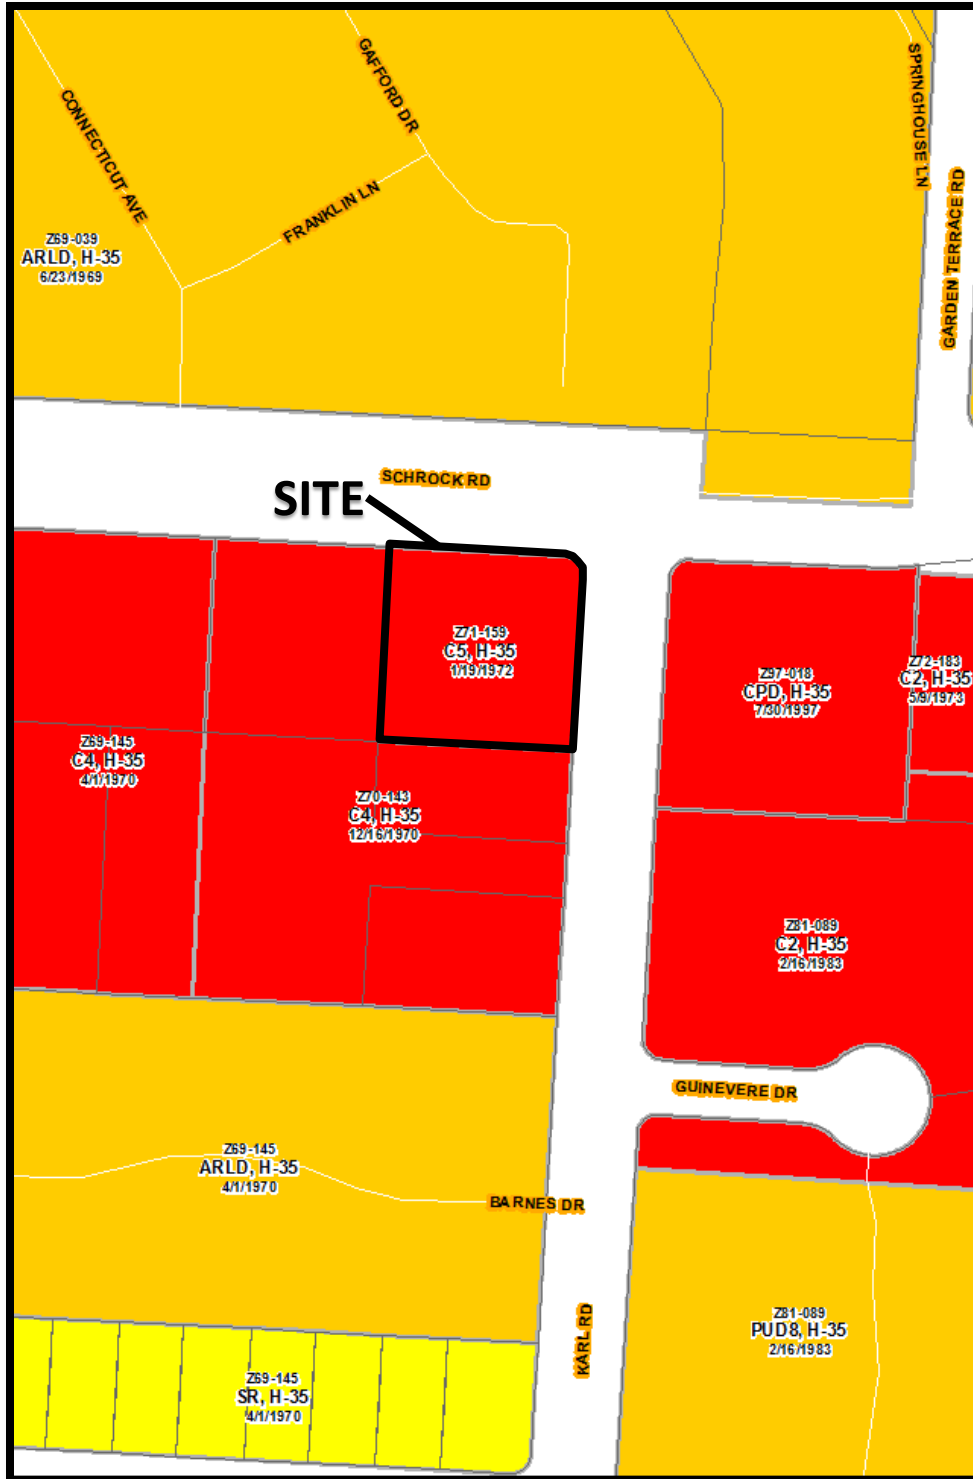 GAFFORD DR
SPRINGHOUSE LN
CONNECTICUT AVE
FRANKLIN LN
GARDEN TERRACE RD
Z69-039
ARLD, H-35
6/23/1969
SCHROCK RD
SITE
Z71-159
C5, H-35
1/19/1972
Z97-018
CPD, H-35
7/30/1997
Z72-183
C2, H-35
5/9/1973
Z69-145
C4, H-35
4/1/1970
Z70-143
C4, H-35
12/16/1970
Z81-089
C2, H-35
2/16/1983
GUINEVERE DR
Z69-145
ARLD, H-35
4/1/1970
BARNES DR
KARL RD
Z81-089
PUD8, H-35
2/16/1983
Z69-145
SR, H-35
4/1/1970